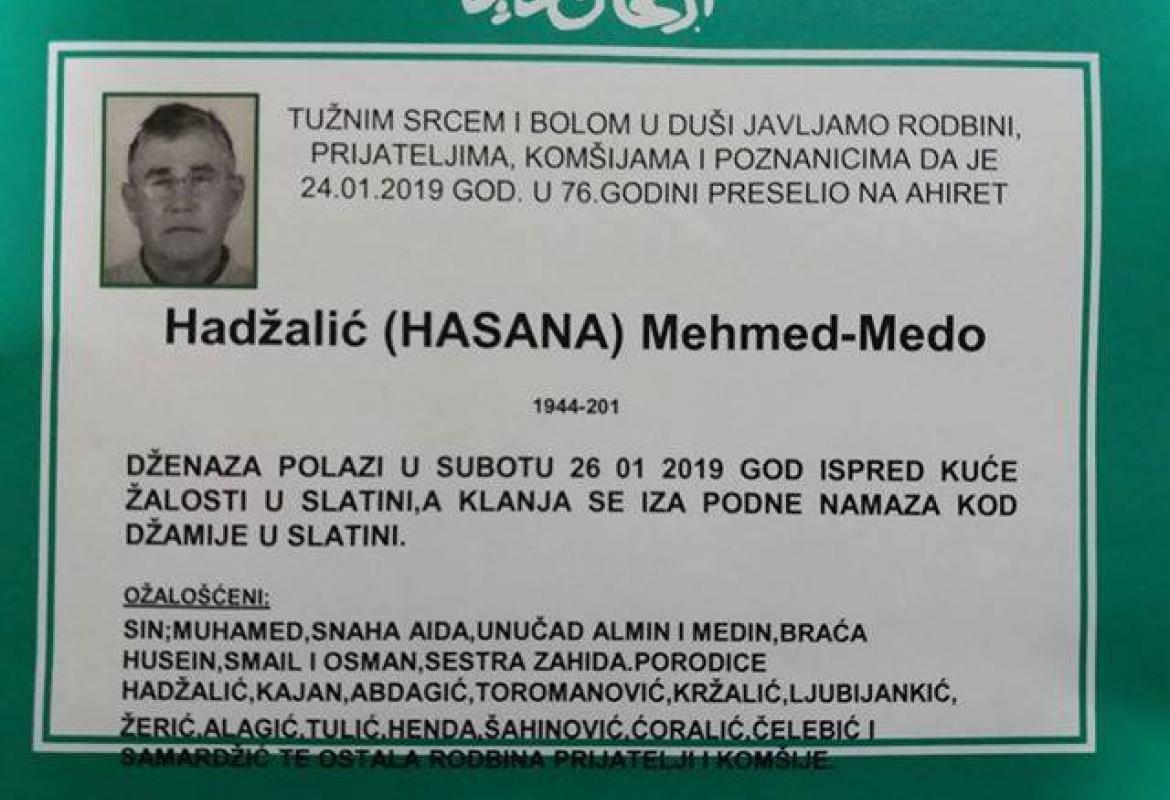 TUŽNIM SRCEM I BOLOM U DUŠI JAVLJAMO RODBINI,
PRIJATELJIMA, KOMŠIJAMA I POZNANICIMA DA JE
24.01.2019 GOD. U 76.GODINI PRESELIO NA AHIRET
Hadžalić (HASANA) Mehmed-Medo
1944-201
DŽENAZA POLAZI U SUBOTU 26 01 2019 GOD ISPRED KUĆE
ŽALOSTI U SLATINI,A KLANJA SE IZA PODNE NAMAZA KOD
DŽAMIJE U SLATINI.
OŽALOŠĆENI:
SIN;MUHAMED,SNAHA AIDA,UNUČAD ALMIN I MEDIN,BRAĆA
HUSEIN,SMAIL I OSMAN,SESTRA ZAHIDA.PORODICE
HADŽALIĆ,KAJAN,ABDAGIĆ,TOROMANOVIĆ,KRŽALIĆ,LJUBIJANKIĆ,
ŽERIĆ,ALAGIĆ,TULIĆ,HENDA,ŠAHINOVIĆ,ĆORALIĆ,ČELEBIĆ I
SAMARDŽIĆ TE OSTALA RODBINA PRIJATELJI I KOMŠIJE.